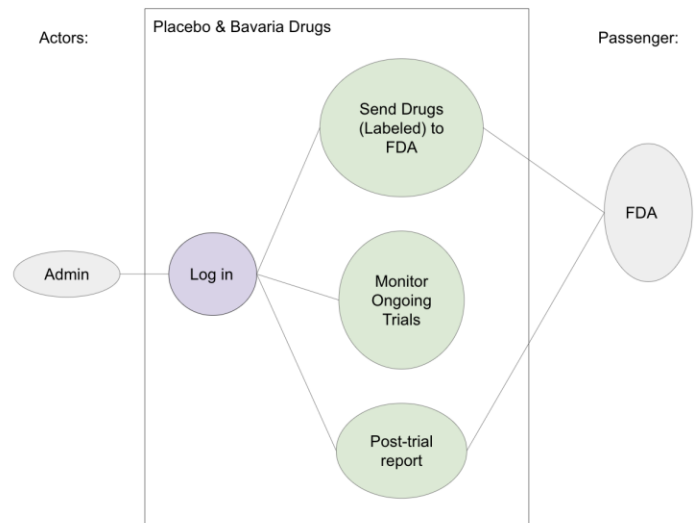 Actors:
Placebo & Bavaria Drugs
Passenger:
Send Drugs
(Labeled) to
FDA
FDA
Admin
Log in
Monitor
Ongoing
Trials
Post-trial
report